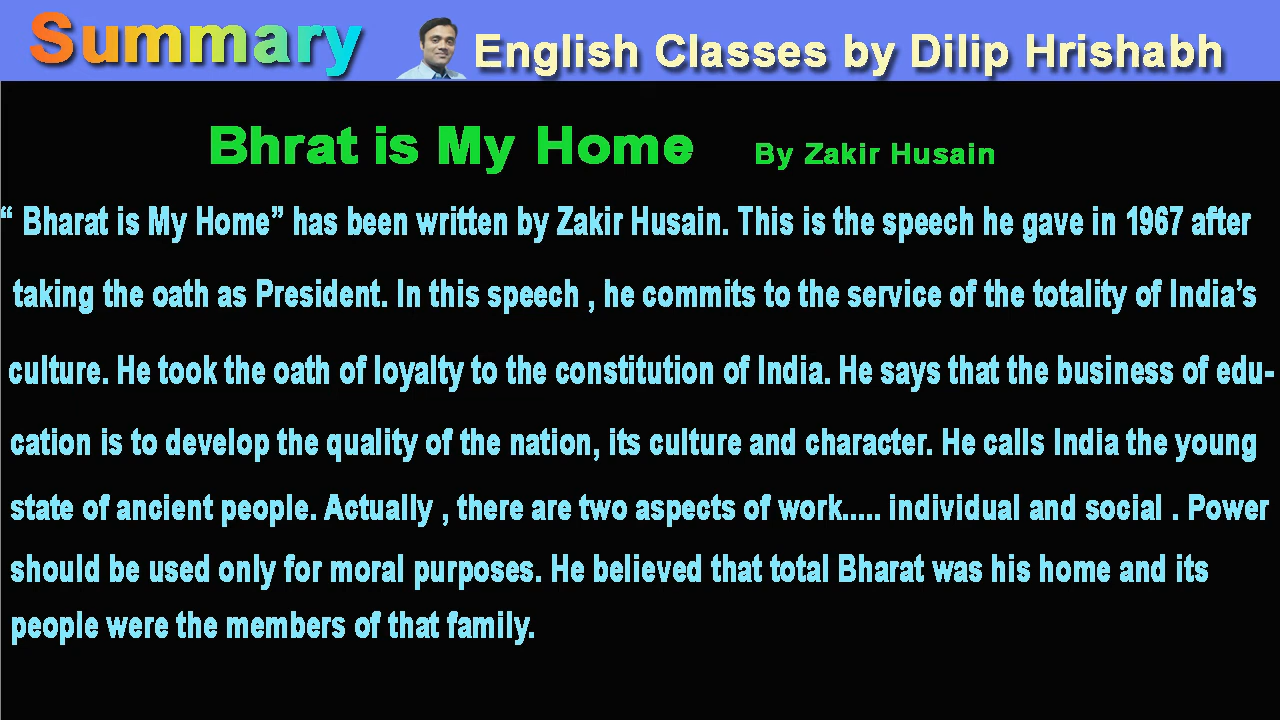 Summary
English Classes by Dilip Hrishabh
Bhrat is My Home By Zakir Husain
“ Bharat is My Home” has been written by Zakir Husain. This is the speech he gave in 1967 after
taking the oath as President. In this speech , he commits to the service of the totality of India’s
culture. He took the oath of loyalty to the constitution of India. He says that the business of edu-
cation is to develop the quality of the nation, its culture and character. He calls India the young
state of ancient people. Actually , there are two aspects of work..... individual and social . Power
should be used only for moral purposes. He believed that total Bharat was his home and its
people were the members of that family.